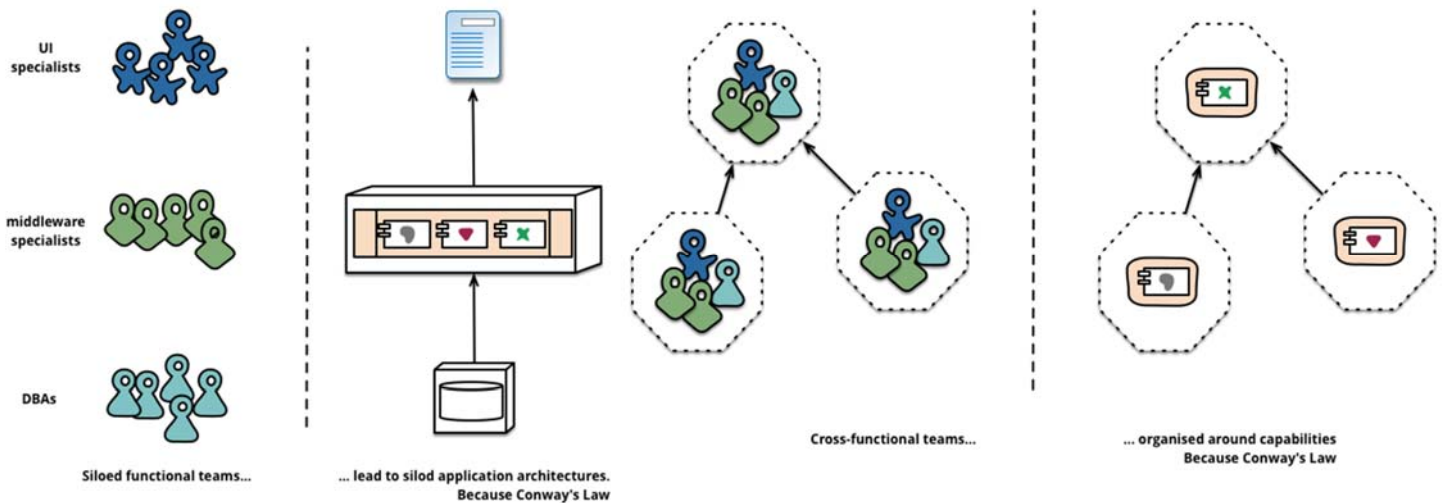 UI
specialists
middleware
specialists
DBAs
Siloed functional teams...
... lead to silod application architectures.
Because Conway's Law
Cross-functional teams...
... organised around capabilities
Because Conway's Law